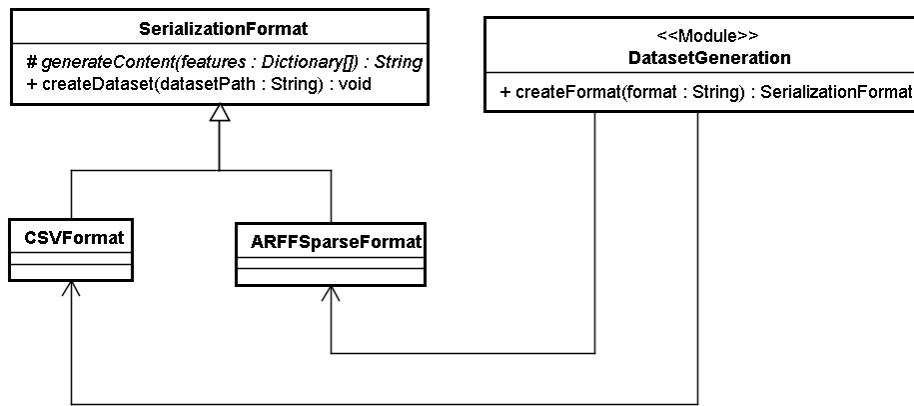 SerializationFormat
# generateContent(features : Dictionary[]) : String
+ createDataset(datasetPath : String) : void
<<Module>>
DatasetGeneration
+ createFormat(format : String) : SerializationFormat
CSVFormat
ARFFSparseFormat